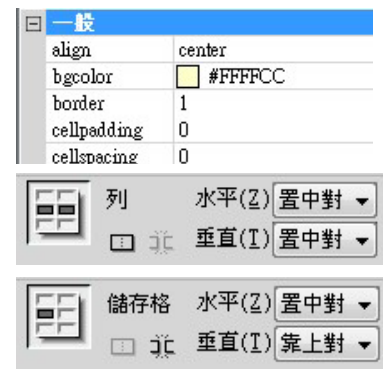 一般
align center
bgcolor #FFFFCC
border 1
cellpadding 0
cellspacing 0
列 水平(Z) 置中對
垂直(T) 置中對
儲存格 水平(Z) 置中對
垂直(T) 靠上對